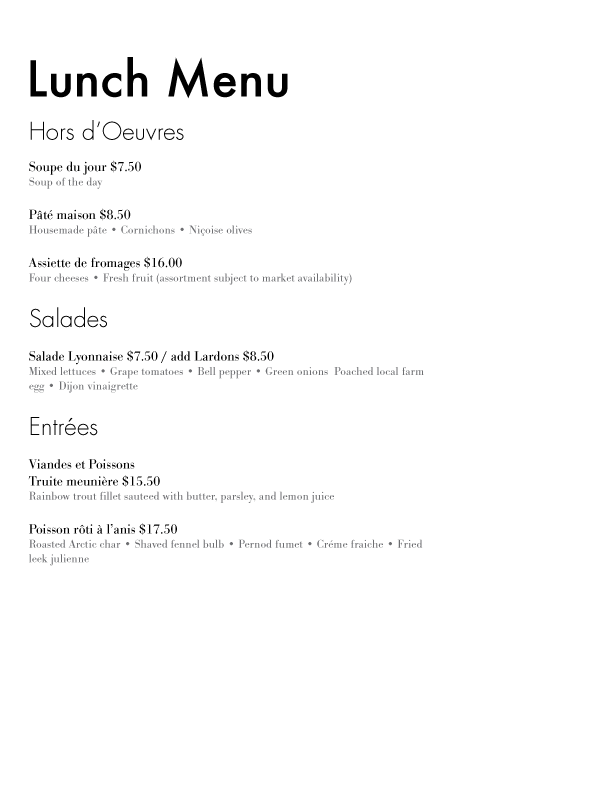 Lunch Menu
Hors d’Oeuvres
Soupe du jour $7.50
Soup of the day
Pâté maison $8.50
Housemade pâte • Cornichons • Niçoise olives
Assiette de fromages $16.00
Four cheeses • Fresh fruit (assortment subject to market availability)
Salades
Salade Lyonnaise $7.50 / add Lardons $8.50
Mixed lettuces • Grape tomatoes • Bell pepper • Green onions  Poached local farm
egg • Dijon vinaigrette
Entrées
Viandes et Poissons
Truite meunière $15.50
Rainbow trout fillet sauteed with butter, parsley, and lemon juice
Poisson rôti à l’anis $17.50
Roasted Arctic char • Shaved fennel bulb • Pernod fumet • Créme fraiche • Fried
leek julienne